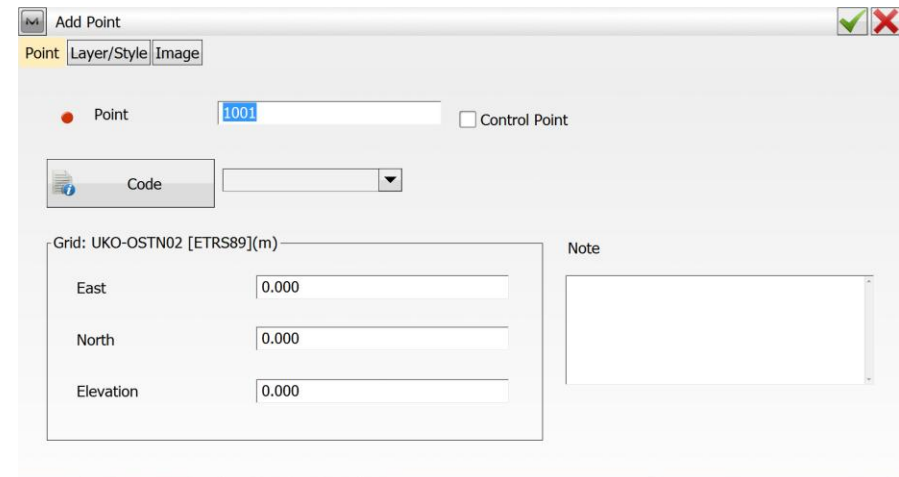 Add Point
Point Layer/Style Image
Point 1001 Control Point
Code
Grid: UKO-OSTN02 [ETRS89](m)
Note
East 0.000
North 0.000
Elevation 0.000